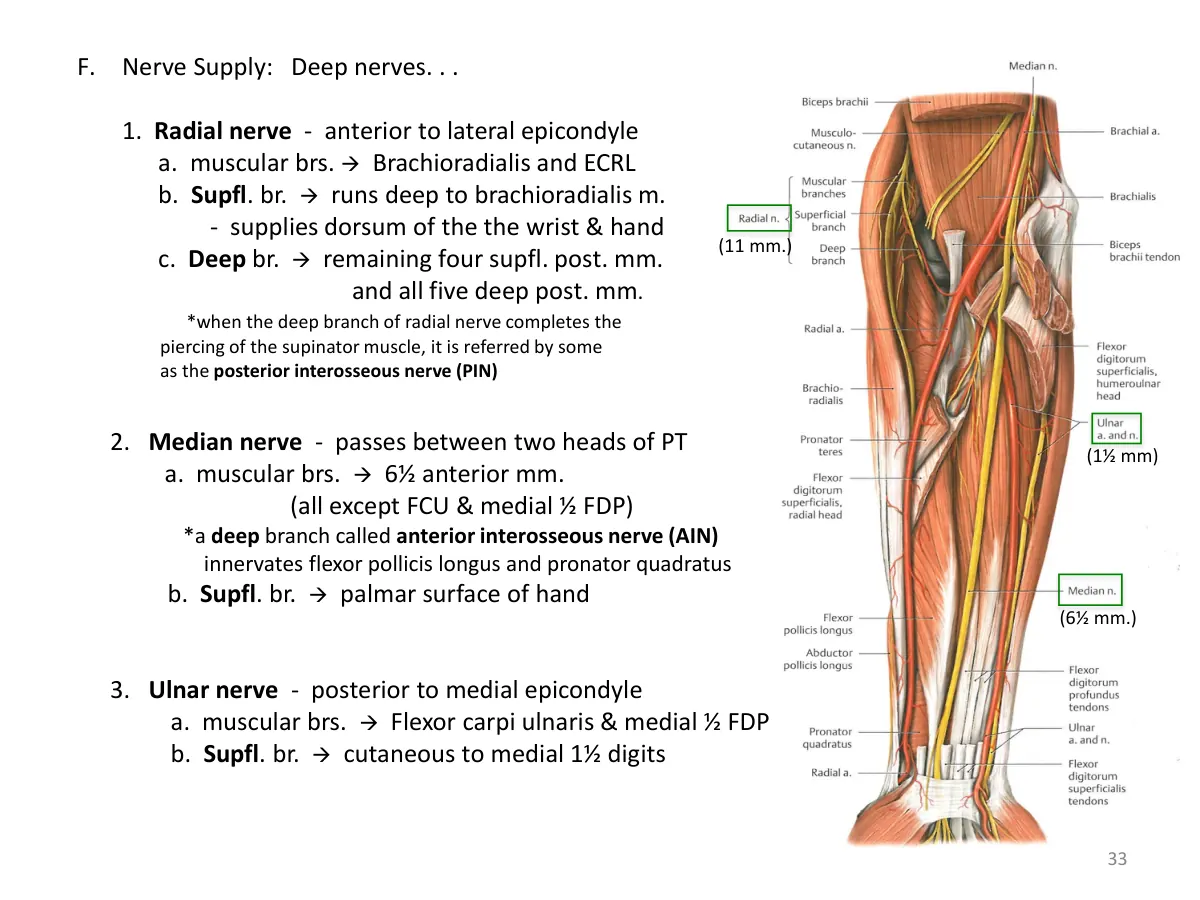 F. Nerve Supply: Deep nerves. . .
1. Radial nerve - anterior to lateral epicondyle
a. muscular brs. → Brachioradialis and ECRL
b. Supfl. br. → runs deep to brachioradialis m.
- supplies dorsum of the the wrist & hand
c. Deep br. → remaining four supfl. post. mm.
and all five deep post. mm.
*when the deep branch of radial nerve completes the
piercing of the supinator muscle, it is referred by some
as the posterior interosseous nerve (PIN)
2. Median nerve - passes between two heads of PT
a. muscular brs. → 6½ anterior mm.
(all except FCU & medial ½ FDP)
*a deep branch called anterior interosseous nerve (AIN)
innervates flexor pollicis longus and pronator quadratus
b. Supfl. br. → palmar surface of hand
3. Ulnar nerve - posterior to medial epicondyle
a. muscular brs. → Flexor carpi ulnaris & medial ½ FDP
b. Supfl. br. → cutaneous to medial 1½ digits
Median n.
Biceps brachii
Musculo-
cutaneous n.
Muscular
branches
Radial n.
Superficial
branch
(11 mm.)
Deep
branch
Radial a.
Brachio-
radialis
Pronator
teres
Flexor
digitorum
superficialis,
radial head
Flexor
pollicis longus
Abductor
pollicis longus
Pronator
quadratus
Radial a.
Brachial a.
Brachialis
Biceps
brachii tendon
Flexor
digitorum
superficialis,
humeroulnar
head
Ulnar
a. and n.
(1½ mm)
Median n.
(6½ mm.)
Flexor
digitorum
profundus
tendons
Ulnar
a. and n.
Flexor
digitorum
superficialis
tendons
33